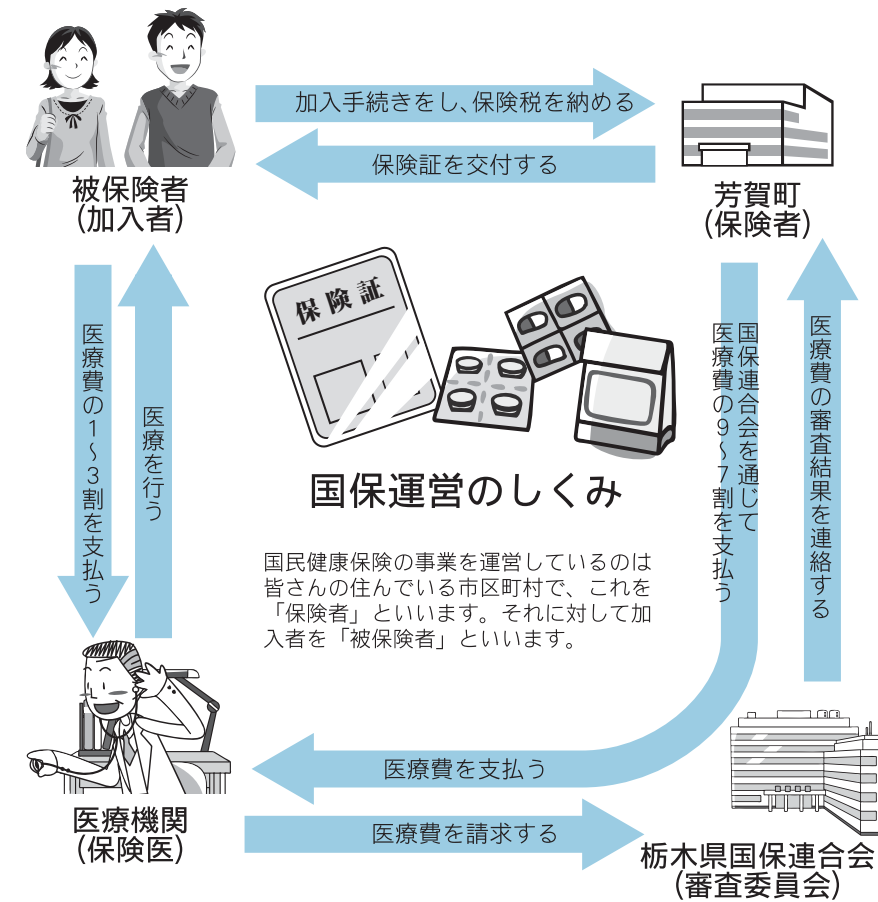 加入手続きをし、保険税を納める
保険証を交付する
被保険者
(加入者)
芳賀町
(保険者)
医療費の1~3割を支払う
医療を行う
保険証
国保連合会を通じて
医療費の9~7割を支払う
医療費の審査結果を連絡する
国保運営のしくみ
国民健康保険の事業を運営しているのは
皆さんの住んでいる市区町村で、これを
「保険者」といいます。それに対して加
入者を「被保険者」といいます。
医療費を支払う
医療費を請求する
医療機関
(保険医)
栃木県国保連合会
(審査委員会)